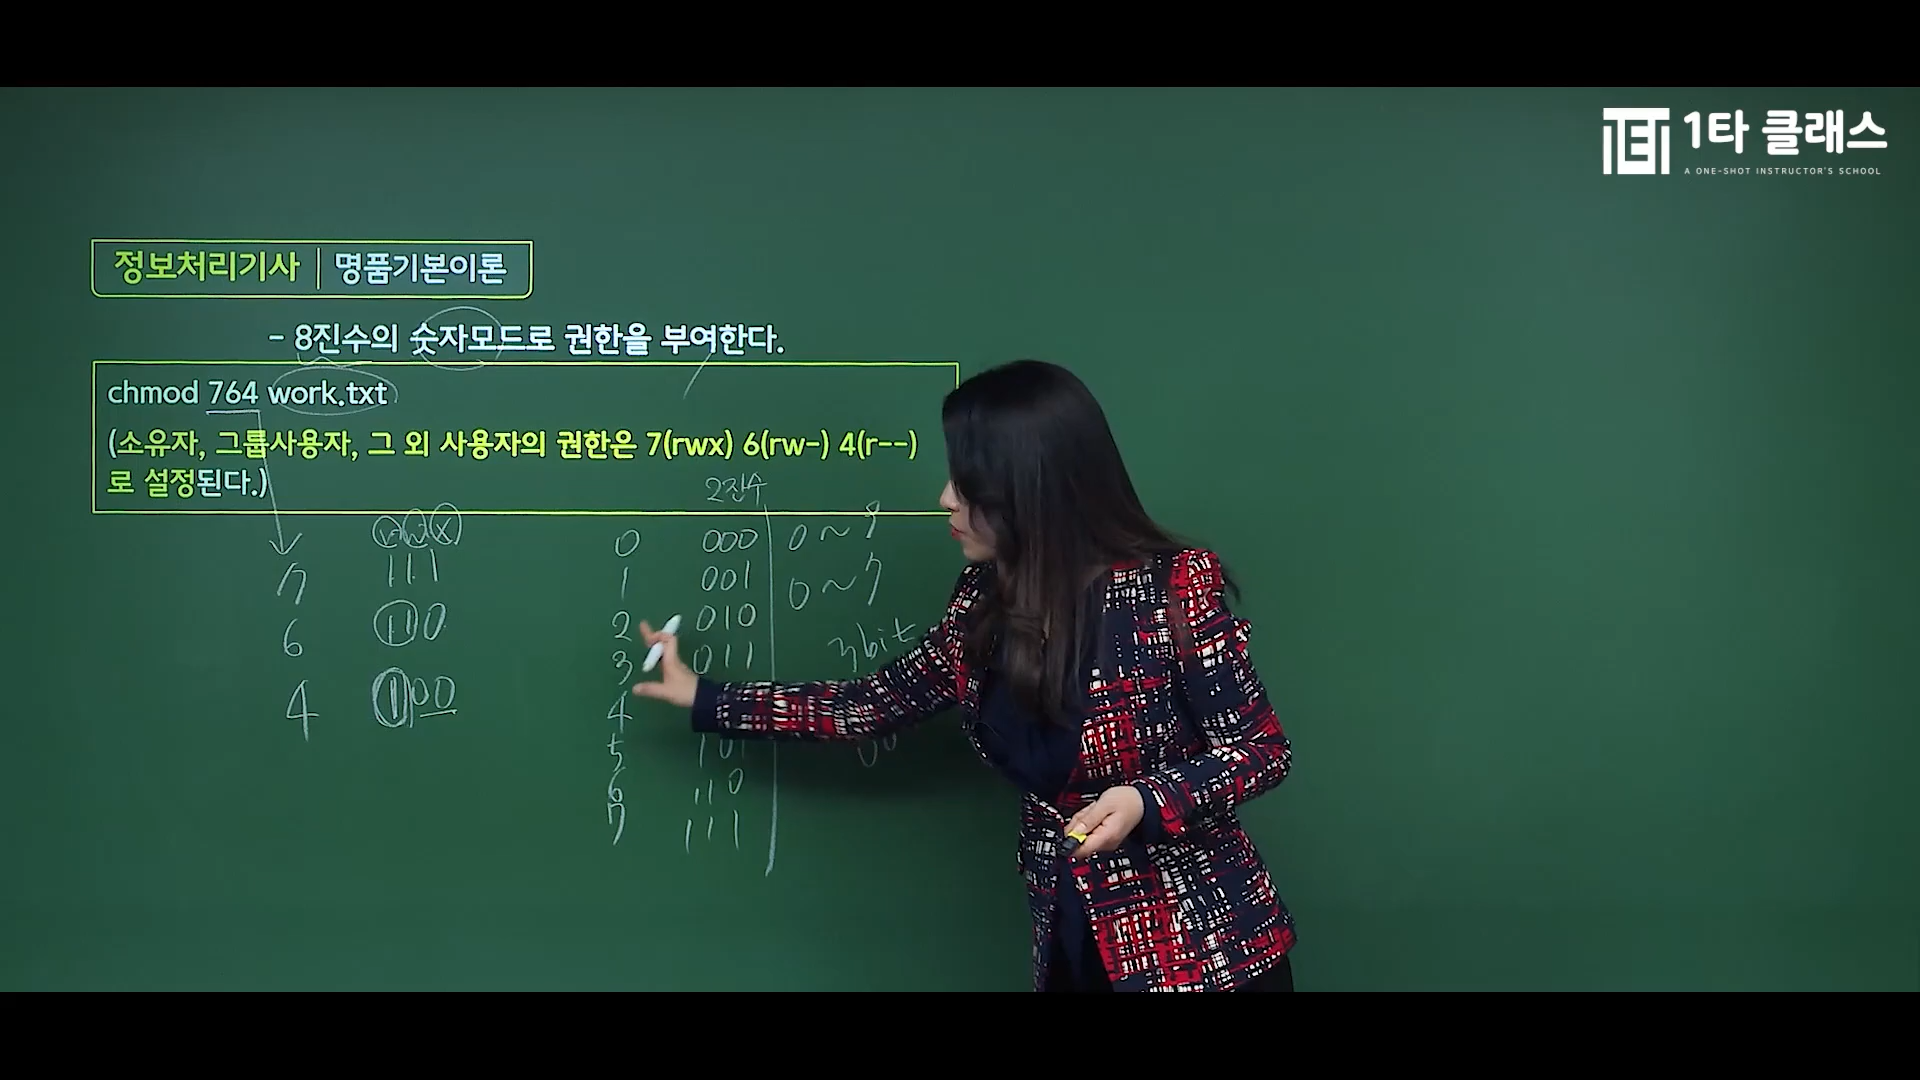 1타 클래스
A ONE-SHOT INSTRUCTOR'S SCHOOL
정보처리기사 | 명품기본이론
- 8진수의 숫자모드로 권한을 부여한다.
chmod 764 work.txt
(소유자, 그룹사용자, 그 외 사용자의 권한은 7(rwx) 6(rw-) 4(r--)
로 설정된다.)
2진수
r w x
7 111
6 110
4 100
0 000
1 001
2 010
3 011
4
5 101
6 110
7 111
0 ~ 7
3bit